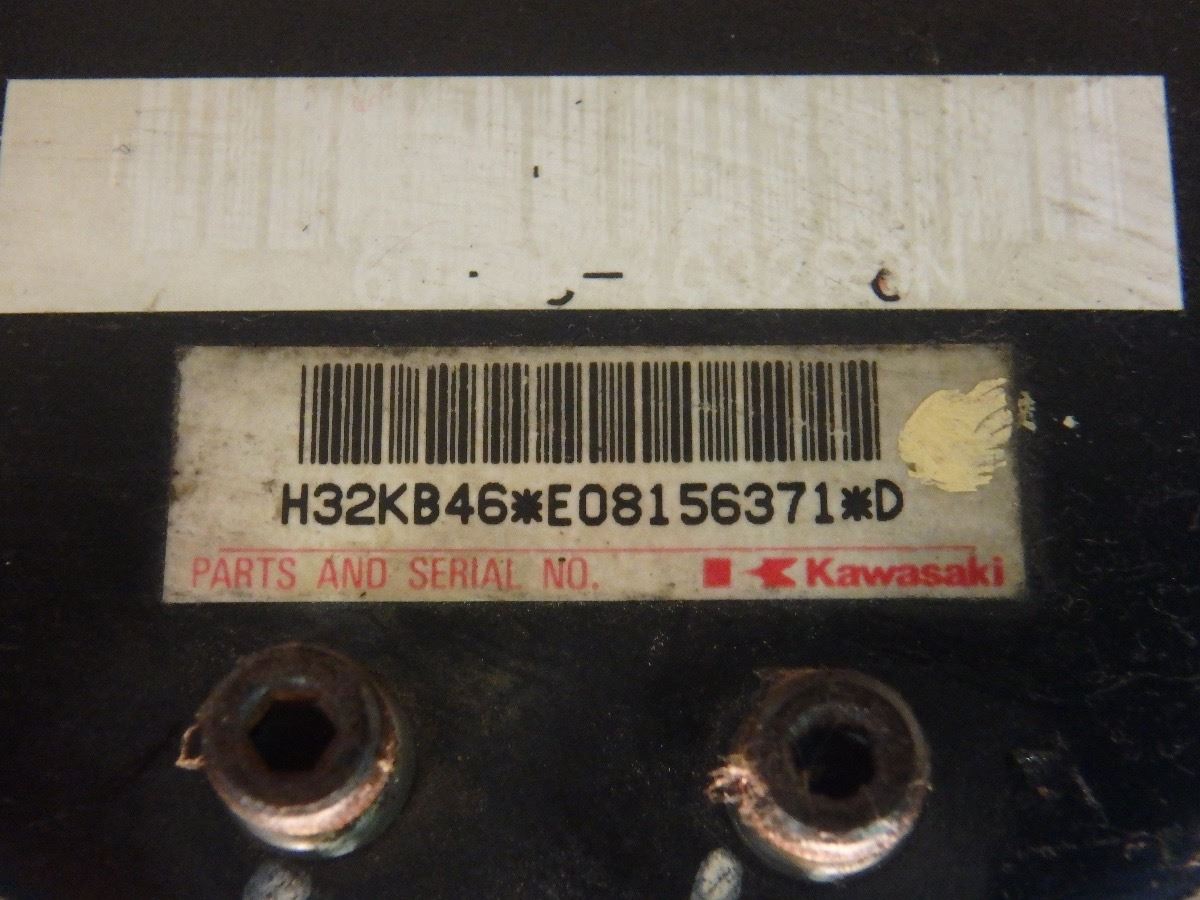 H32KB46*E08156371*D
PARTS AND SERIAL NO. Kawasaki